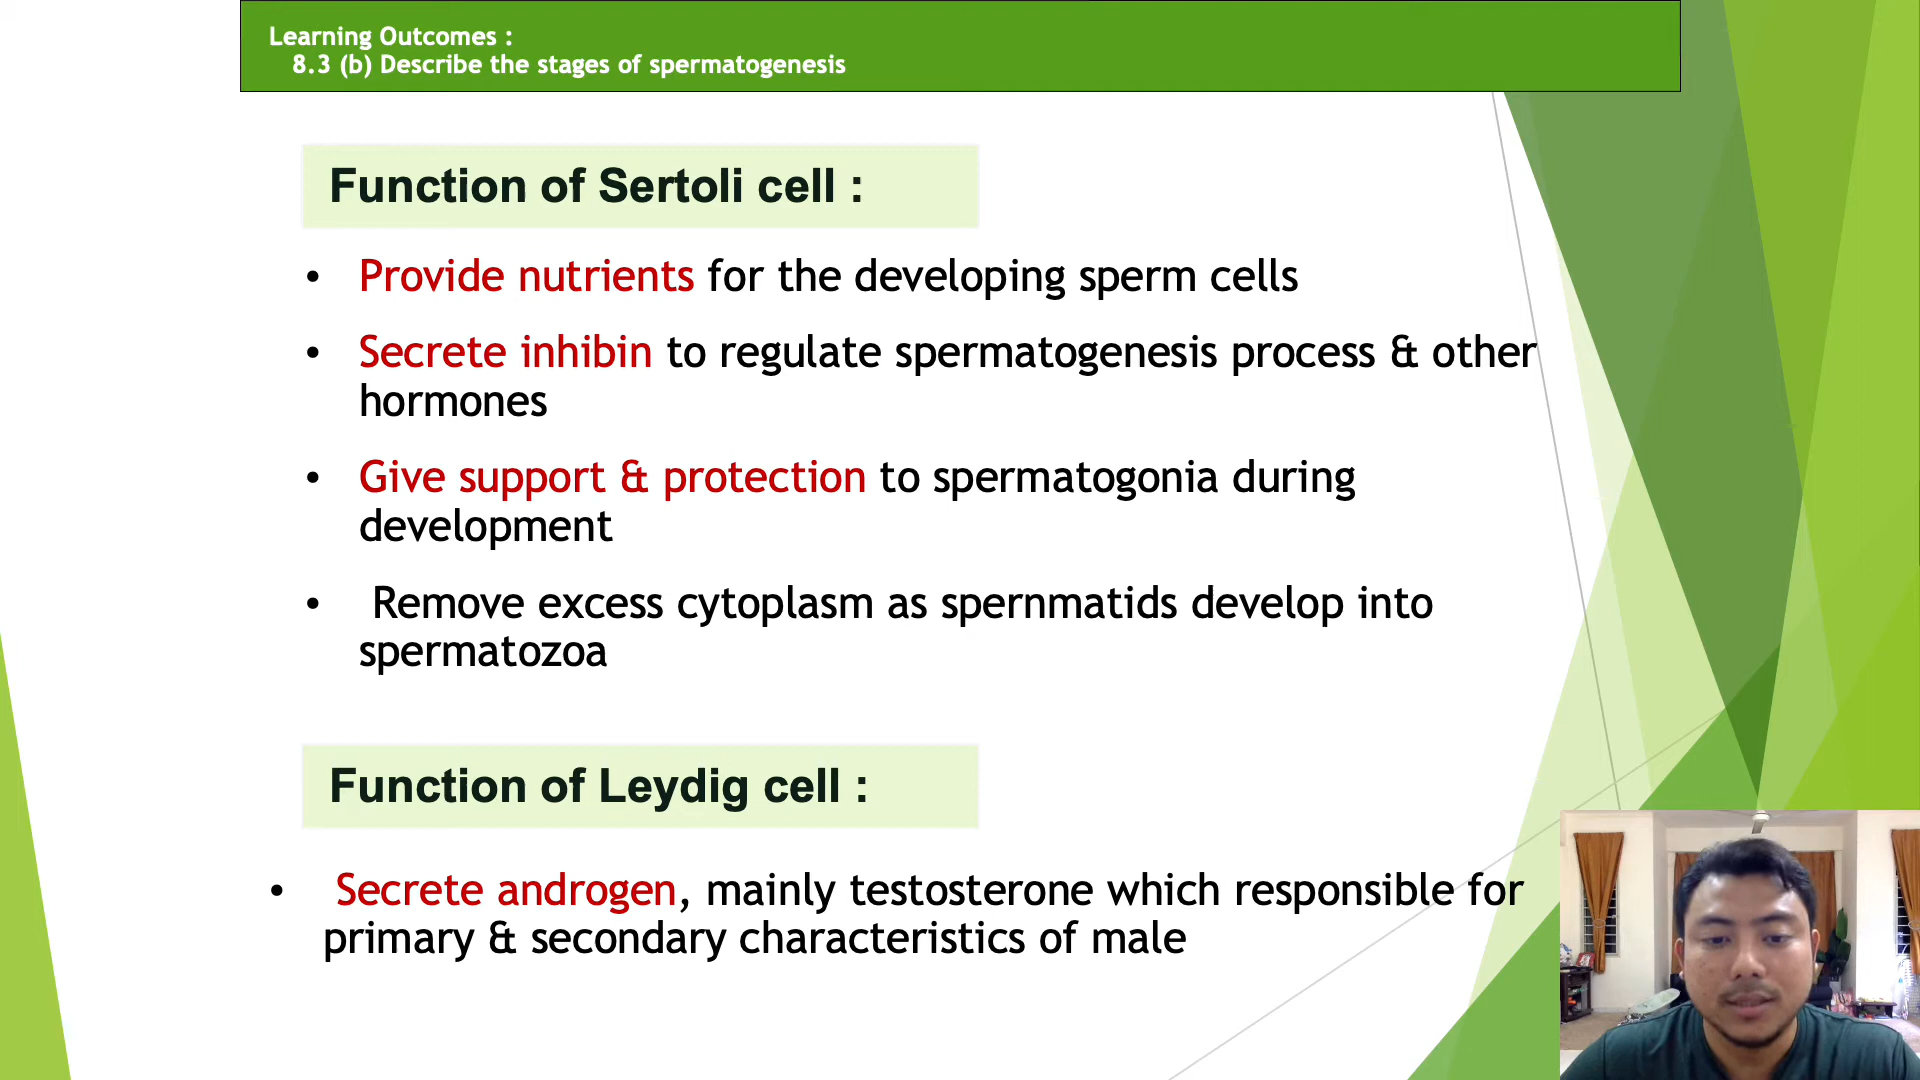 Learning Outcomes :
8.3 (b) Describe the stages of spermatogenesis
Function of Sertoli cell :
• Provide nutrients for the developing sperm cells
• Secrete inhibin to regulate spermatogenesis process & other
hormones
• Give support & protection to spermatogonia during
development
• Remove excess cytoplasm as spernmatids develop into
spermatozoa
Function of Leydig cell :
• Secrete androgen, mainly testosterone which responsible for
primary & secondary characteristics of male